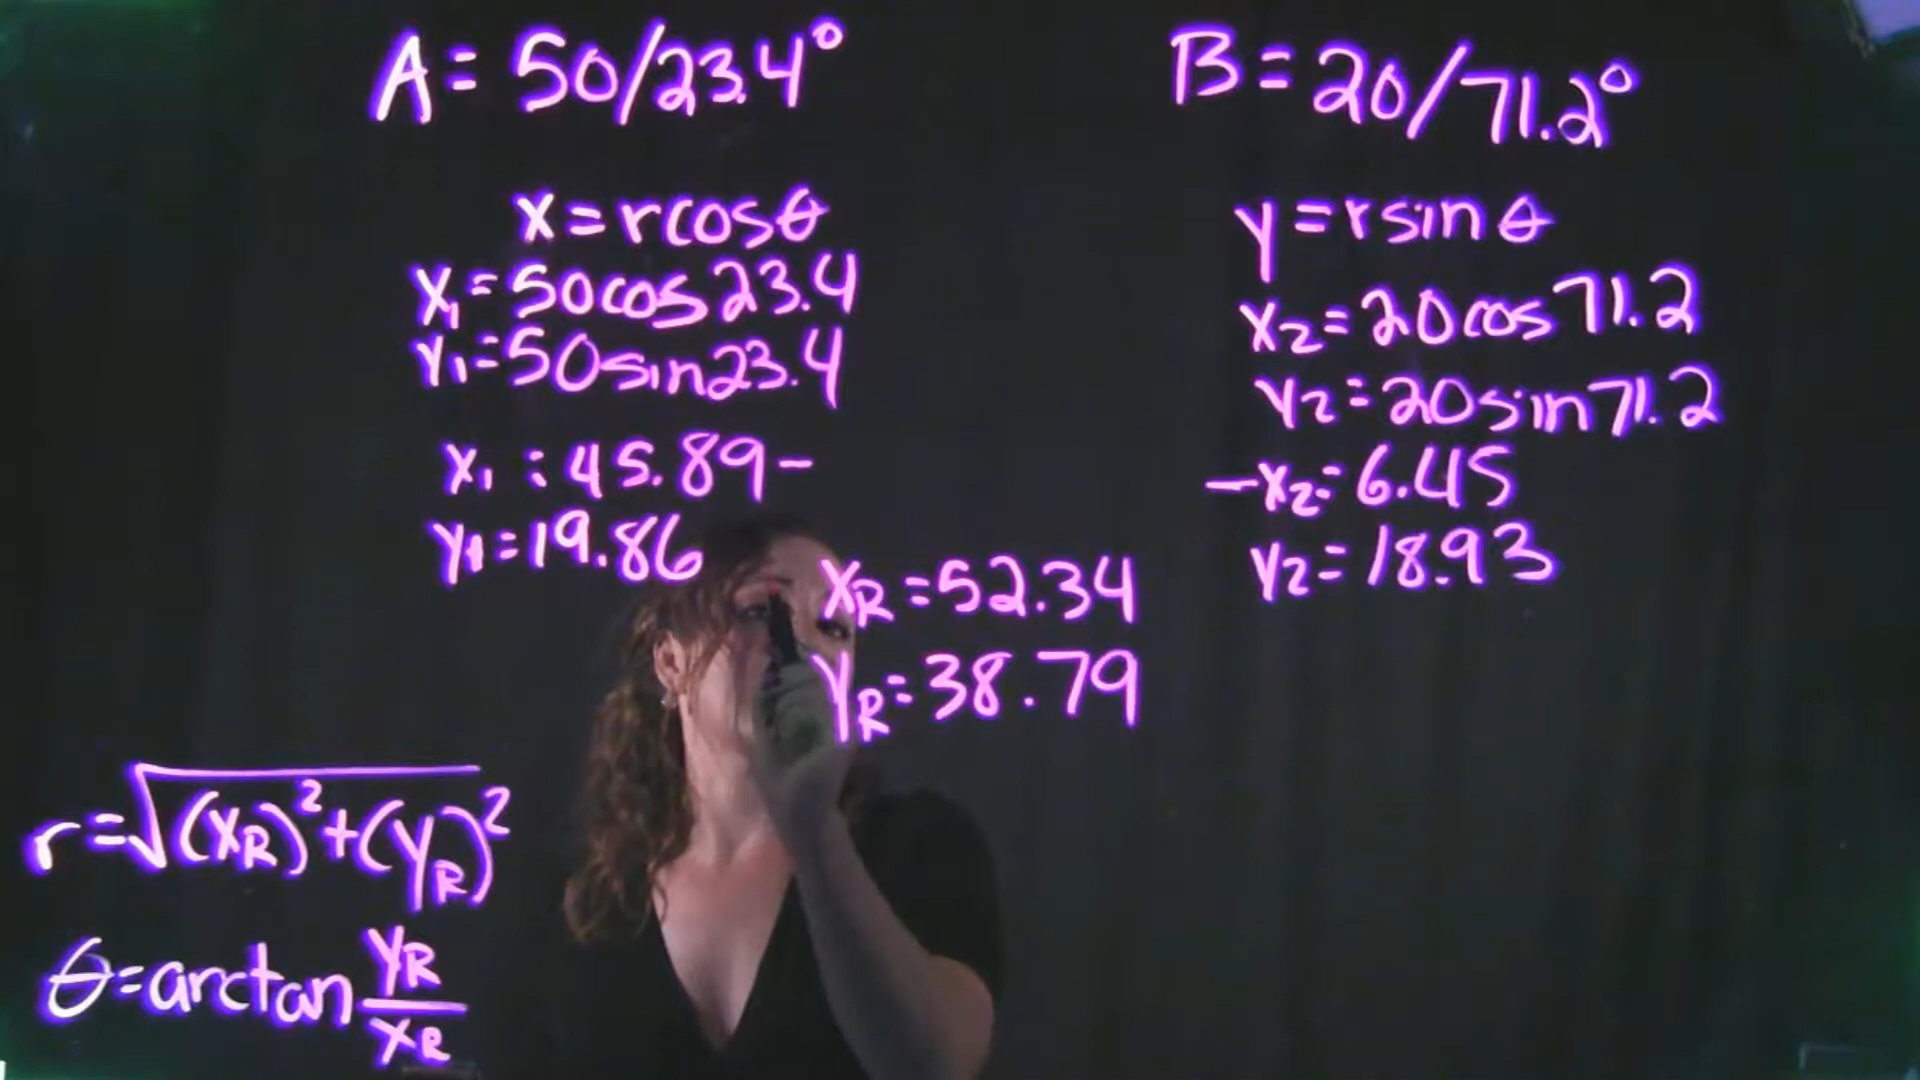 A = 50/23.4°
x = rcosθ
x₁ = 50cos23.4
y₁ = 50sin23.4
x₁ = 45.89 –
y₁ = 19.86
B = 20/71.2°
y = rsinθ
x₂ = 20cos71.2
y₂ = 20sin71.2
– x₂ = 6.45
y₂ = 18.93
x_R = 52.34
y_R = 38.79
r = √(x_R)² + (y_R)²
θ = arctan y_R / x_R